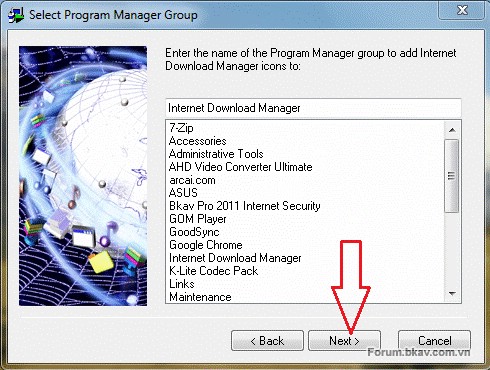 Select Program Manager Group
Enter the name of the Program Manager group to add Internet
Download Manager icons to:
Internet Download Manager
7-Zip
Accessories
Administrative Tools
AHD Video Converter Ultimate
arcai.com
ASUS
Bkav Pro 2011 Internet Security
GOM Player
GoodSync
Google Chrome
Internet Download Manager
K-Lite Codec Pack
Links
Maintenance
< Back
Next >
Cancel
Forum.bkav.com.vn